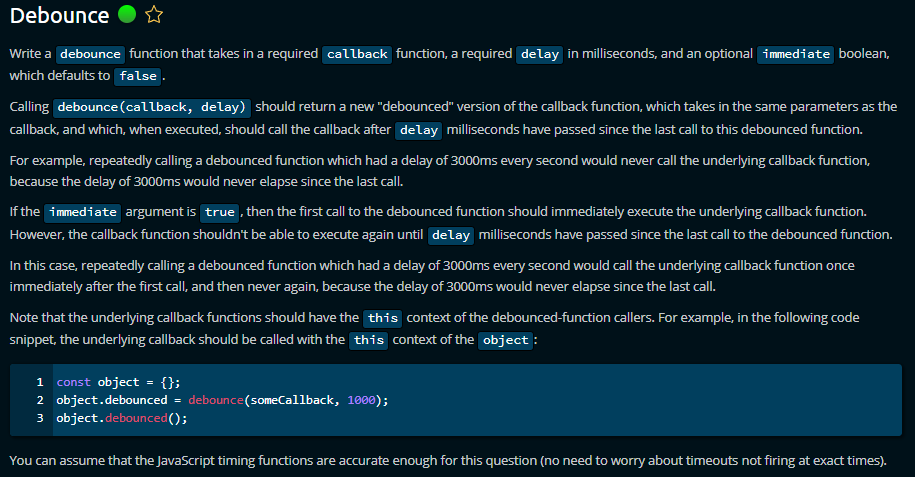 Debounce
Write a debounce function that takes in a required callback function, a required delay in milliseconds, and an optional immediate boolean,
which defaults to false.
Calling debounce(callback, delay) should return a new "debounced" version of the callback function, which takes in the same parameters as the
callback, and which, when executed, should call the callback after delay milliseconds have passed since the last call to this debounced function.
For example, repeatedly calling a debounced function which had a delay of 3000ms every second would never call the underlying callback function,
because the delay of 3000ms would never elapse since the last call.
If the immediate argument is true, then the first call to the debounced function should immediately execute the underlying callback function.
However, the callback function shouldn't be able to execute again until delay milliseconds have passed since the last call to the debounced function.
In this case, repeatedly calling a debounced function which had a delay of 3000ms every second would call the underlying callback function once
immediately after the first call, and then never again, because the delay of 3000ms would never elapse since the last call.
Note that the underlying callback functions should have the this context of the debounced-function callers. For example, in the following code
snippet, the underlying callback should be called with the this context of the object:
1 const object = {};
2 object.debounced = debounce(someCallback, 1000);
3 object.debounced();
You can assume that the JavaScript timing functions are accurate enough for this question (no need to worry about timeouts not firing at exact times).